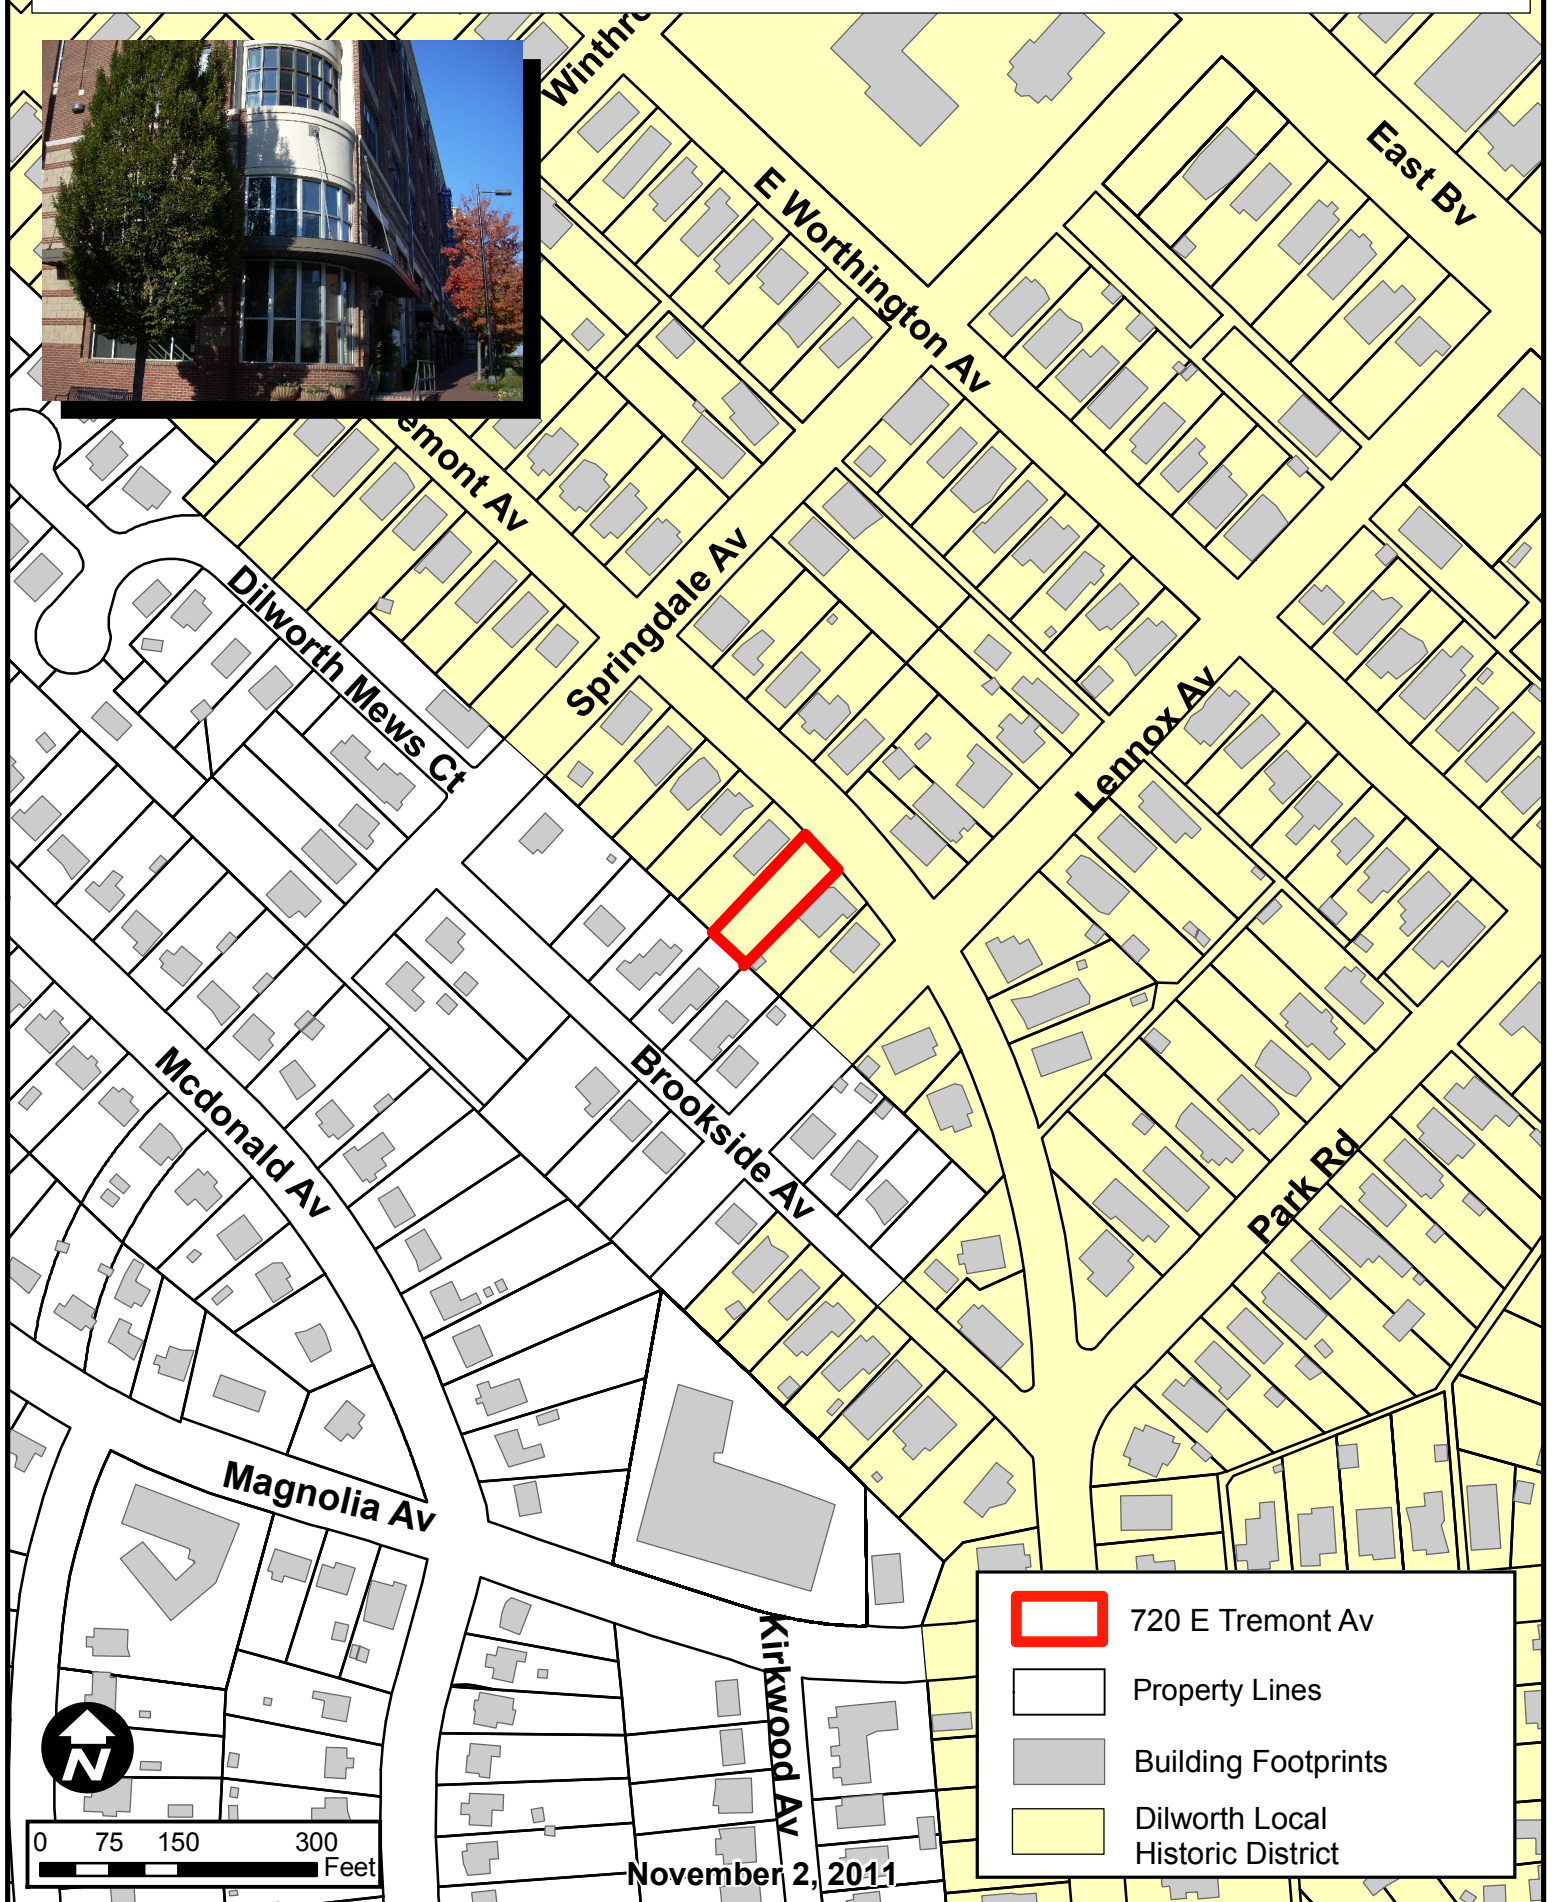 East Bv
E Worthington Av
emont Av
Springdale Av
Dilworth Mews Ct
Lennox Av
Brookside Av
Mcdonald Av
Park Rd
Magnolia Av
Kirkwood Av
720 E Tremont Av
Property Lines
Building Footprints
Dilworth Local
Historic District
N
0 75 150 300
Feet
November 2, 2011